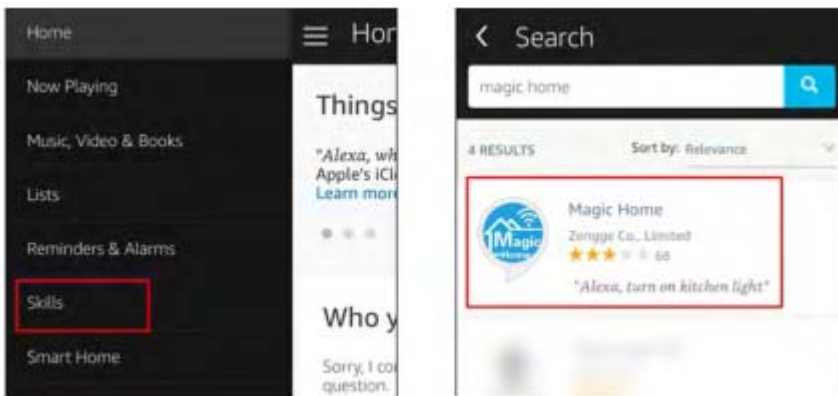 Home
Now Playing
Music, Video & Books
Lists
Reminders & Alarms
Skills
Smart Home
Hor
Things
"Alexa, wh
Apple's iCl
Learn more
Who y
Sorry, I co
question.
Search
magic home
4 RESULTS
Sort by: Relevance
Magic
Home
Magic Home
Zengge Co., Limited
68
"Alexa, turn on kitchen light"